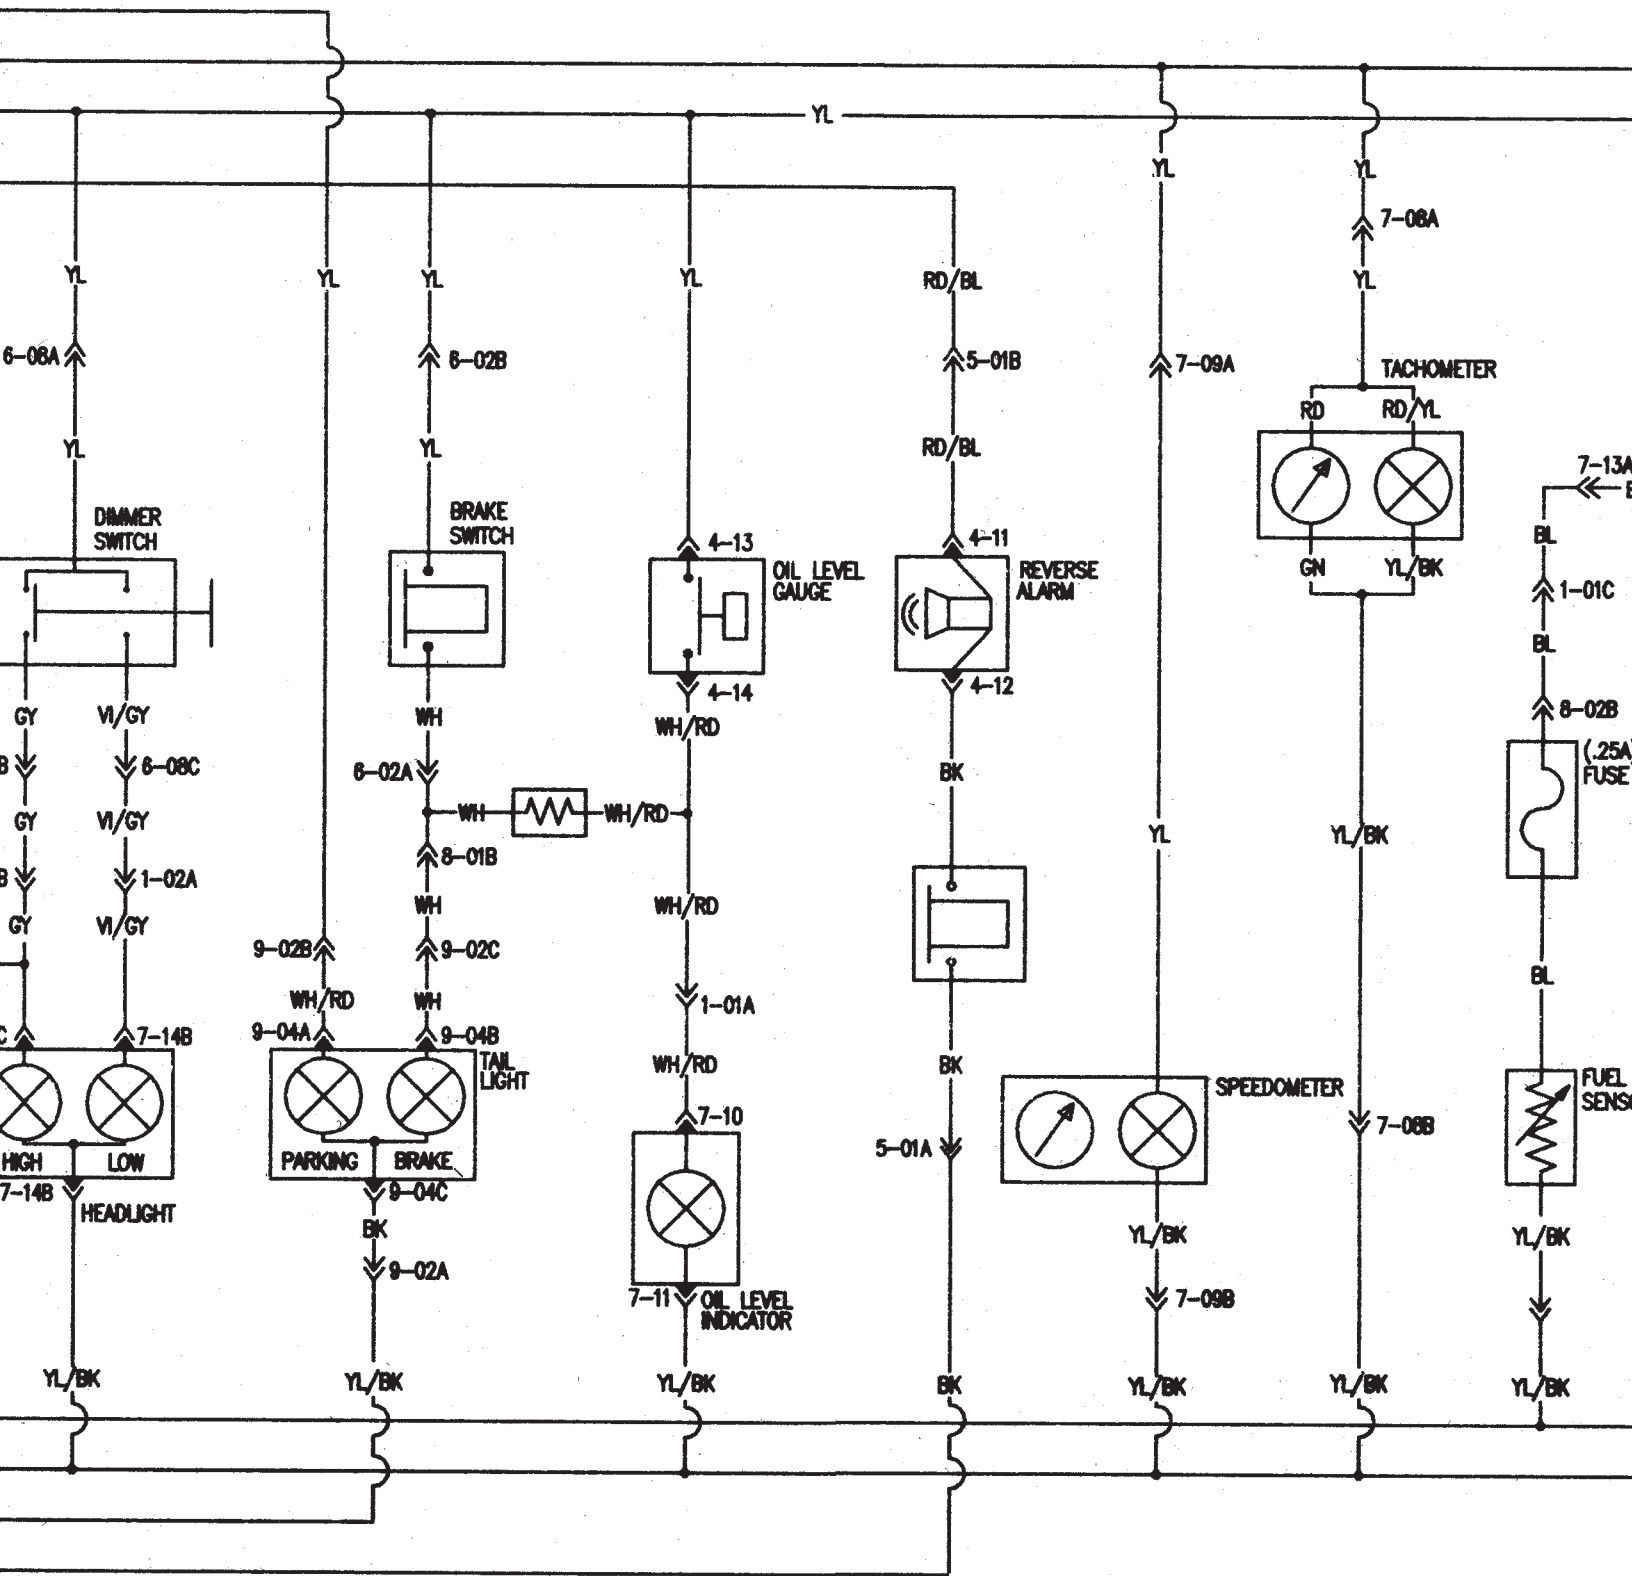 YL
YL
YL
7-08A
YL
YL
YL
YL
RD/BL
YL
6-08A
6-02B
5-01B
7-09A
TACHOMETER
RD
RD/YL
YL
YL
RD/BL
7-13A
DIMMER
SWITCH
BRAKE
SWITCH
4-13
4-11
BL
OIL LEVEL
GAUGE
REVERSE
ALARM
GN
YL/BK
1-01C
BL
4-14
4-12
GY
VI/GY
WH
WH/RD
8-02B
B
6-08C
6-02A
BK
(.25A)
FUSE
GY
VI/GY
WH
WH/RD
YL
YL/BK
8-01B
B
1-02A
GY
VI/GY
WH
WH/RD
9-02B
9-02C
BL
WH/RD
WH
1-01A
C
7-14B
9-04A
9-04B
TAIL
LIGHT
WH/RD
BK
SPEEDOMETER
FUEL
7-10
7-08B
HIGH
LOW
PARKING
BRAKE
5-01A
7-14B
HEADLIGHT
9-04C
BK
YL/BK
YL/BK
9-02A
7-11
OIL LEVEL
INDICATOR
7-09B
YL/BK
YL/BK
YL/BK
BK
YL/BK
YL/BK
YL/BK